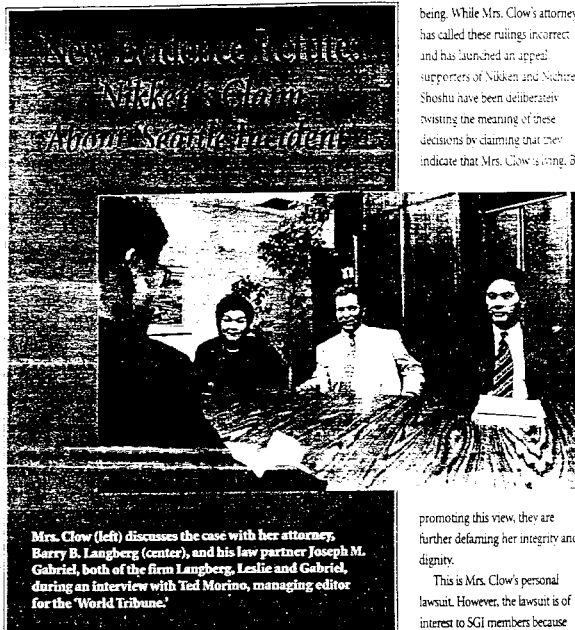 New Evidence Refutes
Nikken's Claim
About 'Seattle Incident'
being. While Mrs. Clow's attorney
has called these rulings incorrect
and has launched an appeal
supporters of Nikken and Nichiren
Shoshu have been deliberately
twisting the meaning of these
decisions by claiming that they
indicate that Mrs. Clow is lying. B
Mrs. Clow (left) discusses the case with her attorney,
Barry B. Langberg (center), and his law partner Joseph M.
Gabriel, both of the firm Langberg, Leslie and Gabriel,
during an interview with Ted Morino, managing editor
for the 'World Tribune.'
promoting this view, they are
further defaming her integrity and
dignity.
This is Mrs. Clow's personal
lawsuit. However, the lawsuit is of
interest to SGI members because